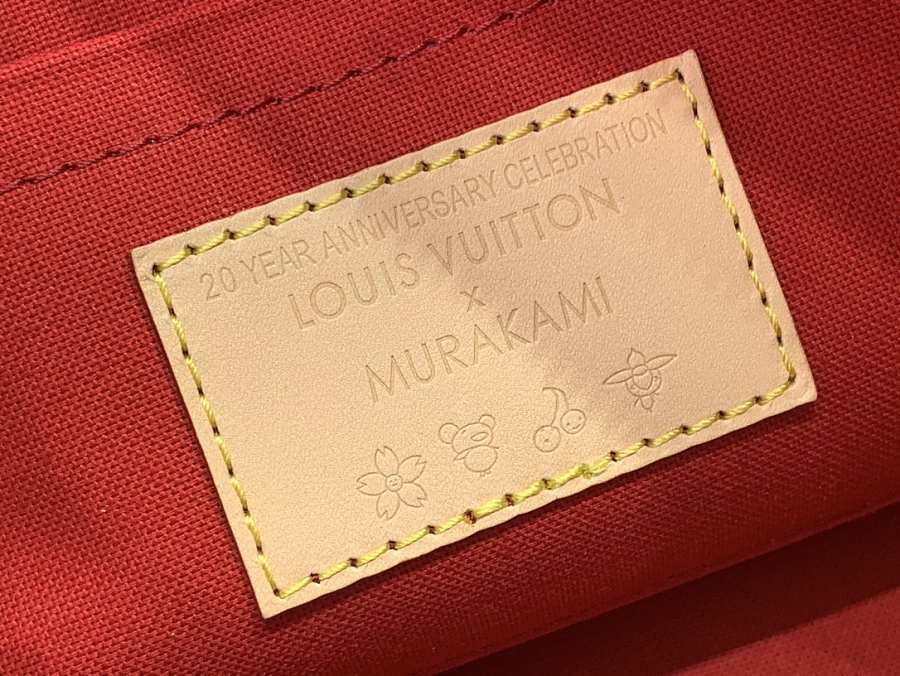 20 YEAR ANNIVERSARY CELEBRATION
LOUIS VUITTON
x
MURAKAMI